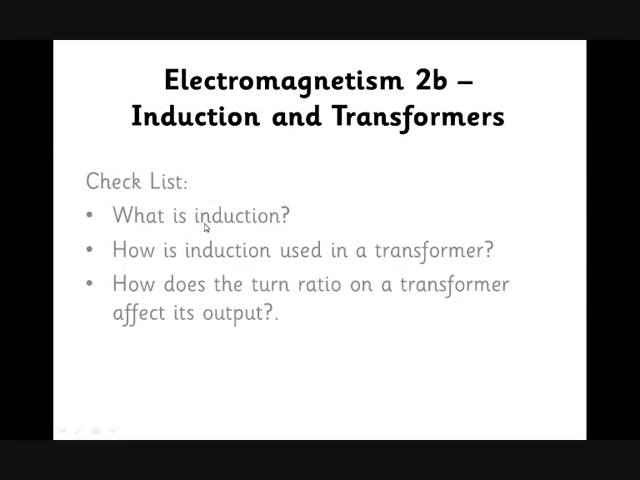 Electromagnetism 2b –
Induction and Transformers
Check List:
• What is induction?
• How is induction used in a transformer?
• How does the turn ratio on a transformer
affect its output?.